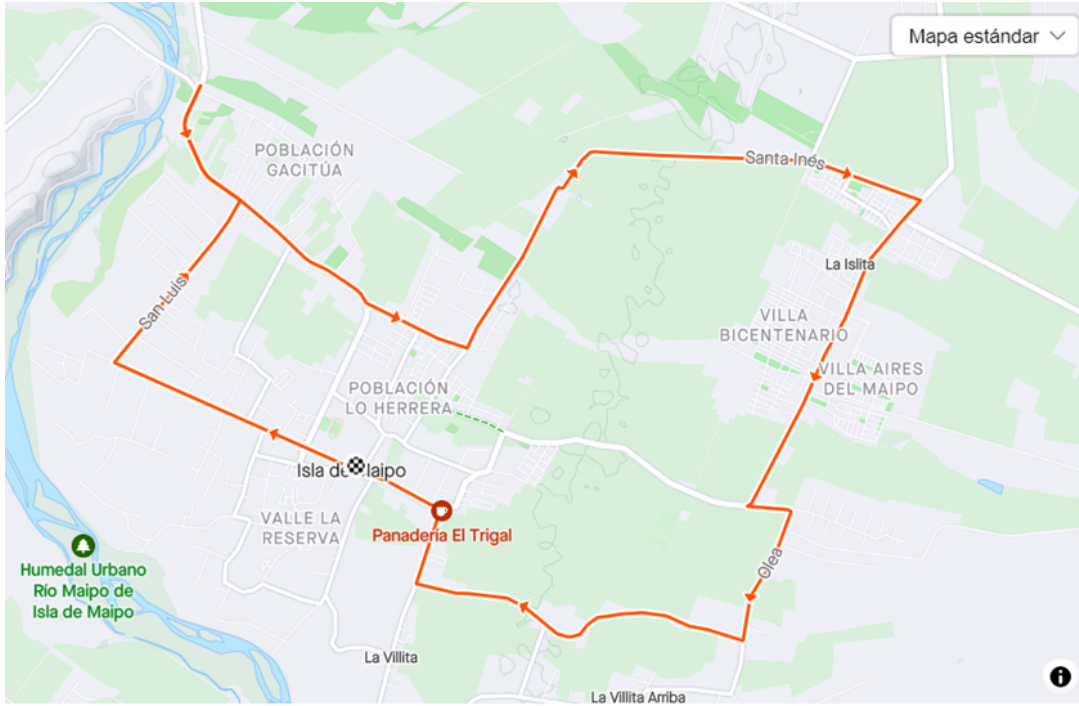 Mapa estándar
POBLACIÓN
GACITÚA
Santa Inés
La Islita
San Luis
VILLA
BICENTENARIO
VILLA AIRES
DEL MAIPO
POBLACIÓN
LO HERRERA
Isla de Maipo
VALLE LA
RESERVA
Panadería El Trigal
Olea
Humedal Urbano
Río Maipo de
Isla de Maipo
La Villita
La Villita Arriba